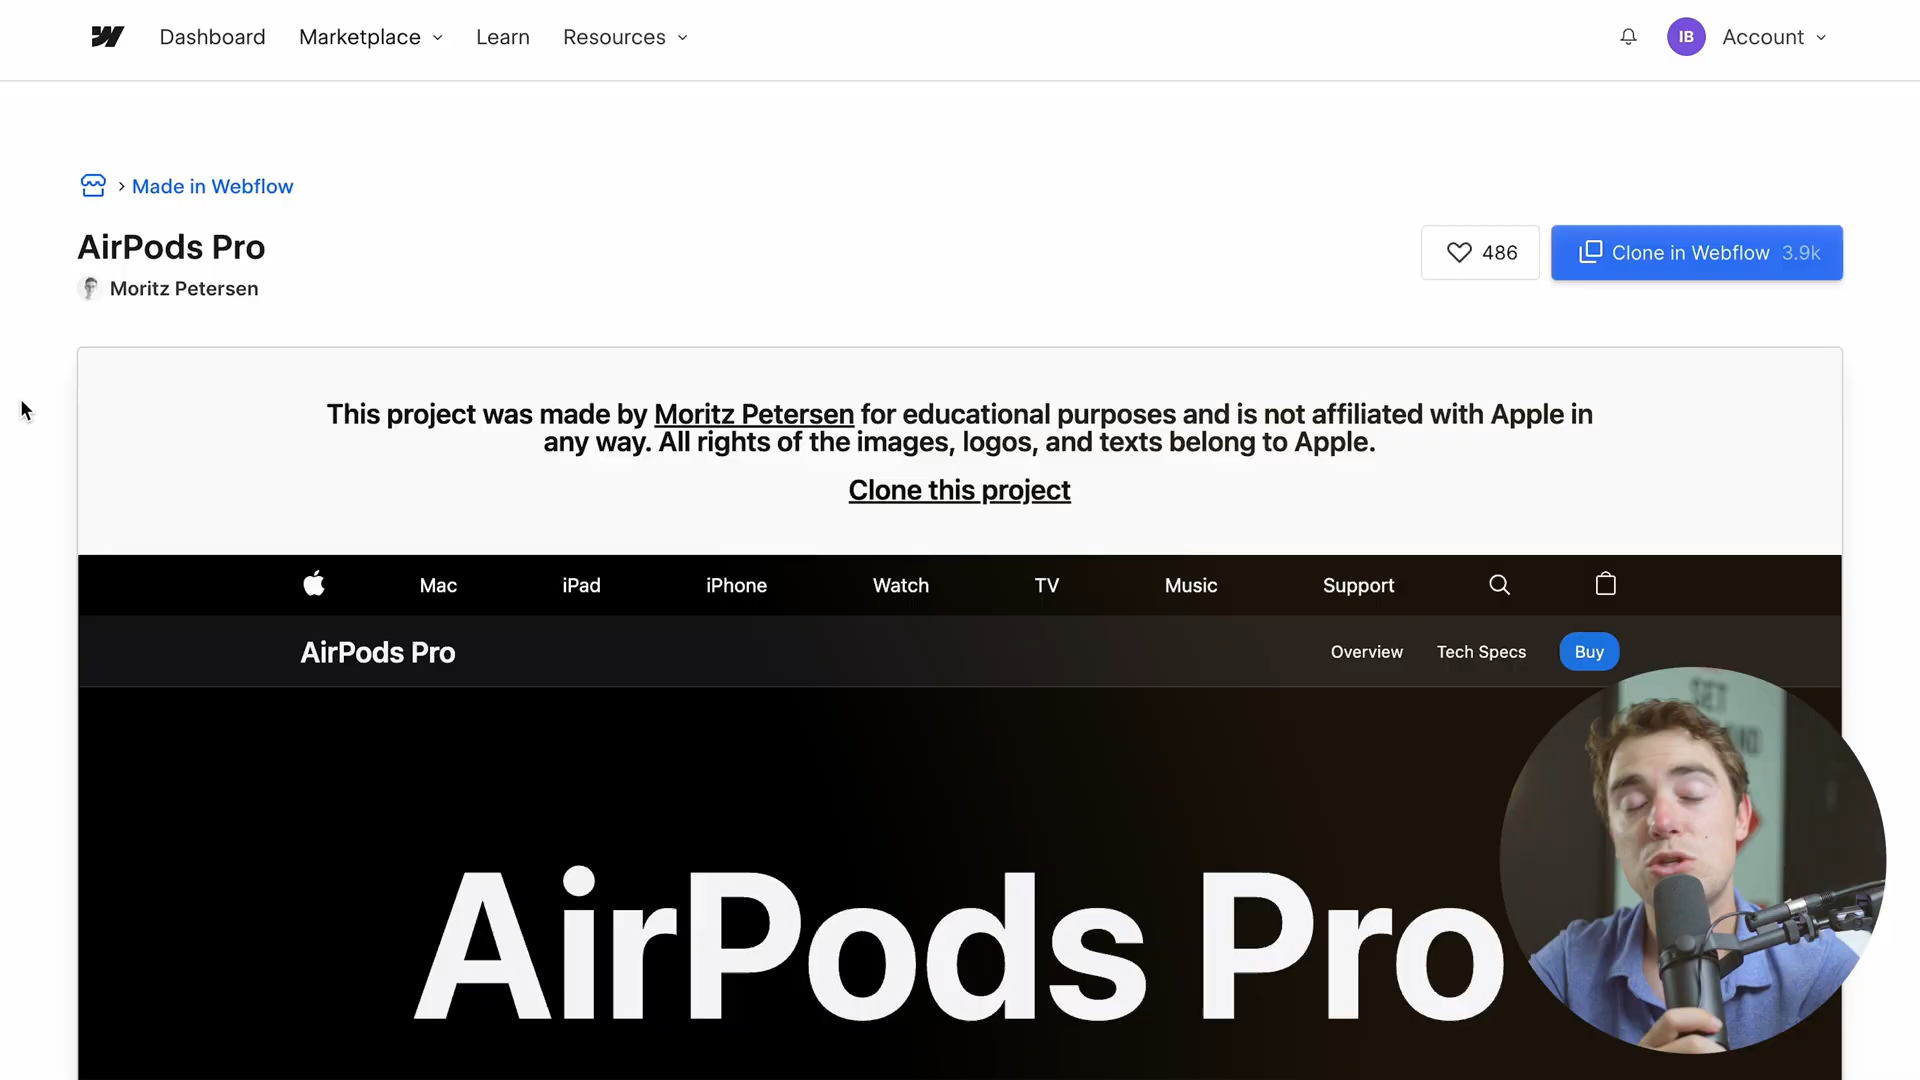 Dashboard Marketplace Learn Resources IB Account
Made in Webflow
AirPods Pro
486 Clone in Webflow 3.9k
Moritz Petersen
This project was made by Moritz Petersen for educational purposes and is not affiliated with Apple in
any way. All rights of the images, logos, and texts belong to Apple.
Clone this project
Mac iPad iPhone Watch TV Music Support
AirPods Pro Overview Tech Specs Buy
AirPods Pro